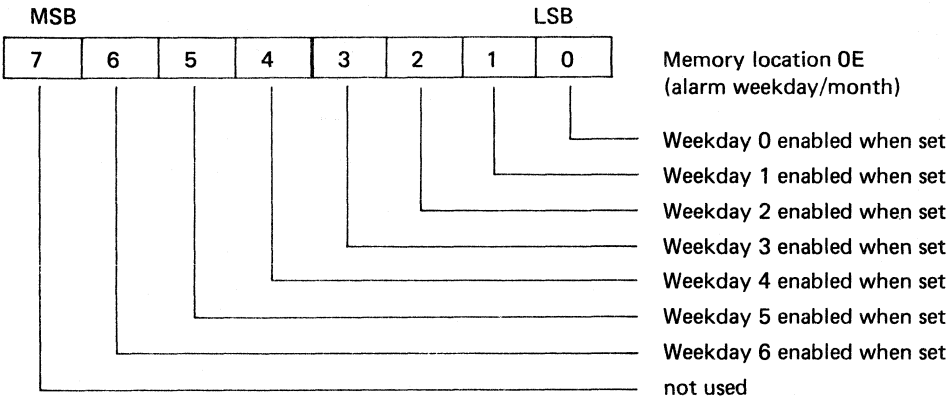 MSB LSB
7 6 5 4 3 2 1 0 Memory location 0E
(alarm weekday/month)
Weekday 0 enabled when set
Weekday 1 enabled when set
Weekday 2 enabled when set
Weekday 3 enabled when set
Weekday 4 enabled when set
Weekday 5 enabled when set
Weekday 6 enabled when set
not used